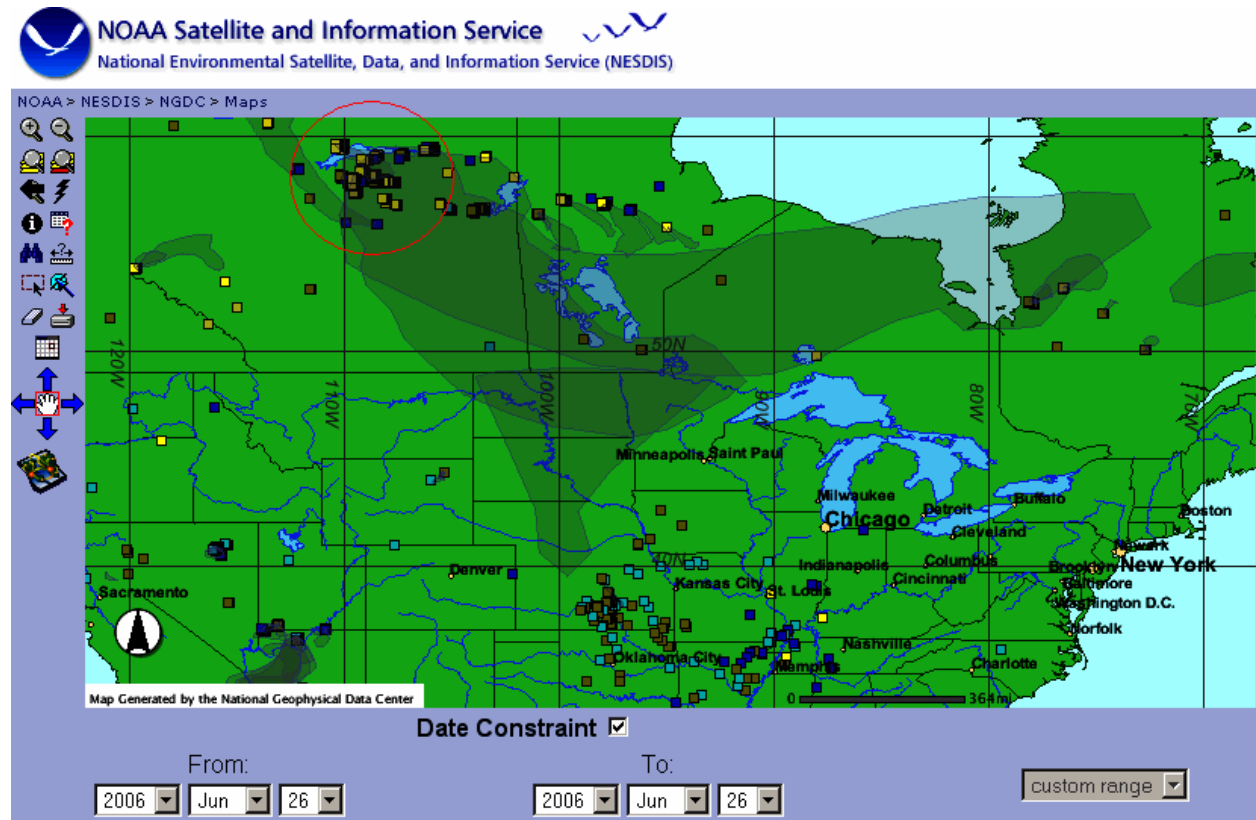 NOAA Satellite and Information Service
National Environmental Satellite, Data, and Information Service (NESDIS)
NOAA > NESDIS > NGDC > Maps
120W
110W
100W
50N
90W
80W
70W
Minneapolis
Saint Paul
Milwaukee
Chicago
Detroit
Buffalo
Boston
Cleveland
Newark
40N
Denver
Indianapolis
Columbus
Brooklyn
New York
Kansas City
St. Louis
Cincinnati
Baltimore
Sacramento
Washington D.C.
Norfolk
Nashville
Oklahoma City
Memphis
Charlotte
Map Generated by the National Geophysical Data Center
0 364mi
Date Constraint
From:
To:
2006 Jun 26
2006 Jun 26
custom range